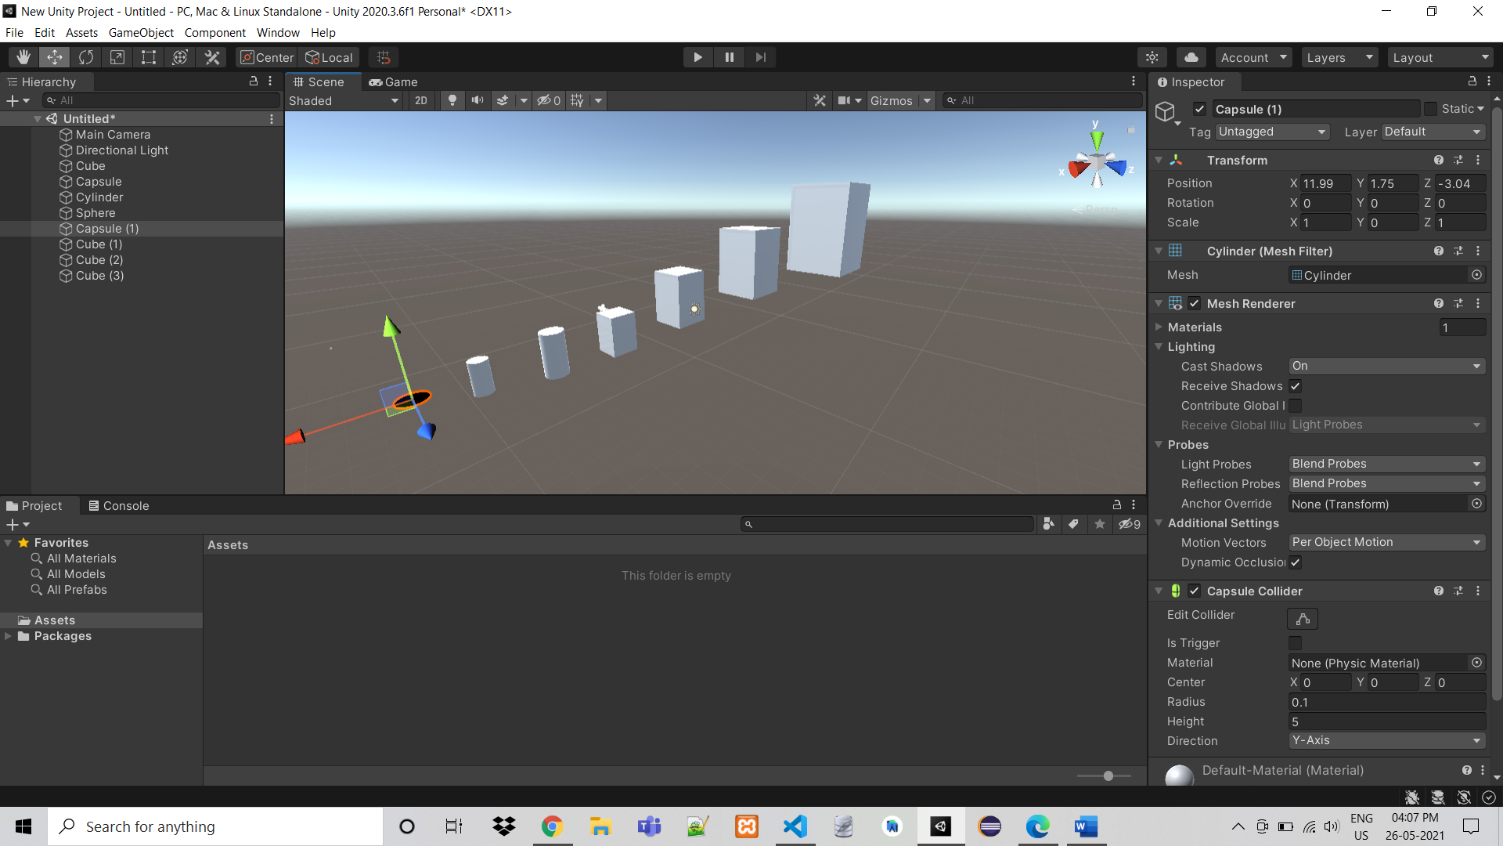 New Unity Project - Untitled - PC, Mac & Linux Standalone - Unity 2020.3.6f1 Personal* <DX11>
File Edit Assets GameObject Component Window Help
Center Local Account Layers Layout
Hierarchy
All
Untitled*
Main Camera
Directional Light
Cube
Capsule
Cylinder
Sphere
Capsule (1)
Cube (1)
Cube (2)
Cube (3)
Scene Game
Shaded 2D 0 Gizmos All
y
x z
Persp
Inspector
Capsule (1) Static
Tag Untagged Layer Default
Transform
Position X 11.99 Y 1.75 Z -3.04
Rotation X 0 Y 0 Z 0
Scale X 1 Y 0 Z 1
Cylinder (Mesh Filter)
Mesh Cylinder
Mesh Renderer
Materials 1
Lighting
Cast Shadows On
Receive Shadows
Contribute Global I
Receive Global Illu Light Probes
Probes
Light Probes Blend Probes
Reflection Probes Blend Probes
Anchor Override None (Transform)
Additional Settings
Motion Vectors Per Object Motion
Dynamic Occlusion
Capsule Collider
Edit Collider
Is Trigger
Material None (Physic Material)
Center X 0 Y 0 Z 0
Radius 0.1
Height 5
Direction Y-Axis
Default-Material (Material)
Project Console
9
Favorites
All Materials
All Models
All Prefabs
Assets
Packages
Assets
This folder is empty
Search for anything
ENG
US
04:07 PM
26-05-2021